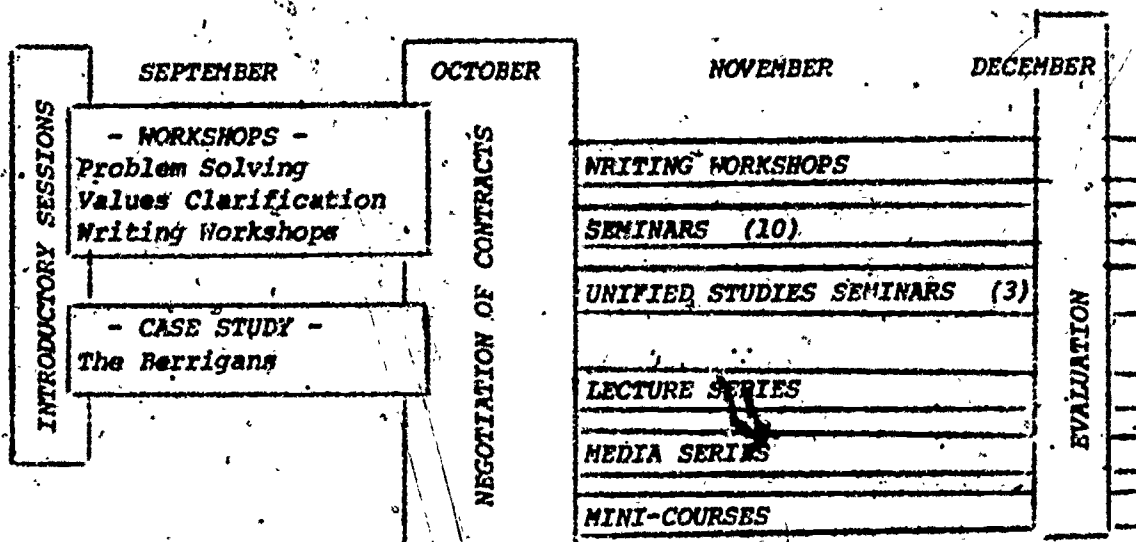 SEPTEMBER OCTOBER NOVEMBER DECEMBER
INTRODUCTORY SESSIONS
- WORKSHOPS -
Problem Solving
Values Clarification
Writing Workshops
- CASE STUDY -
The Berrigans
NEGOTIATION OF CONTRACTS
WRITING WORKSHOPS
SEMINARS (10)
UNIFIED STUDIES SEMINARS (3)
LECTURE SERIES
MEDIA SERIES
MINI-COURSES
EVALUATION